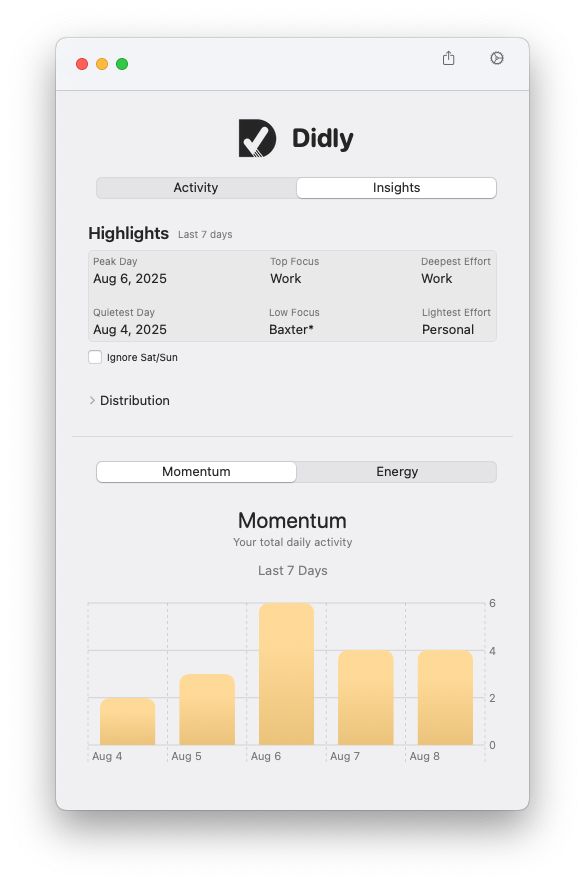 Didly
Activity Insights
Highlights Last 7 days
Peak Day Top Focus Deepest Effort
Aug 6, 2025 Work Work
Quietest Day Low Focus Lightest Effort
Aug 4, 2025 Baxter* Personal
Ignore Sat/Sun
Distribution
Momentum Energy
Momentum
Your total daily activity
Last 7 Days
6
4
2
0
Aug 4 Aug 5 Aug 6 Aug 7 Aug 8